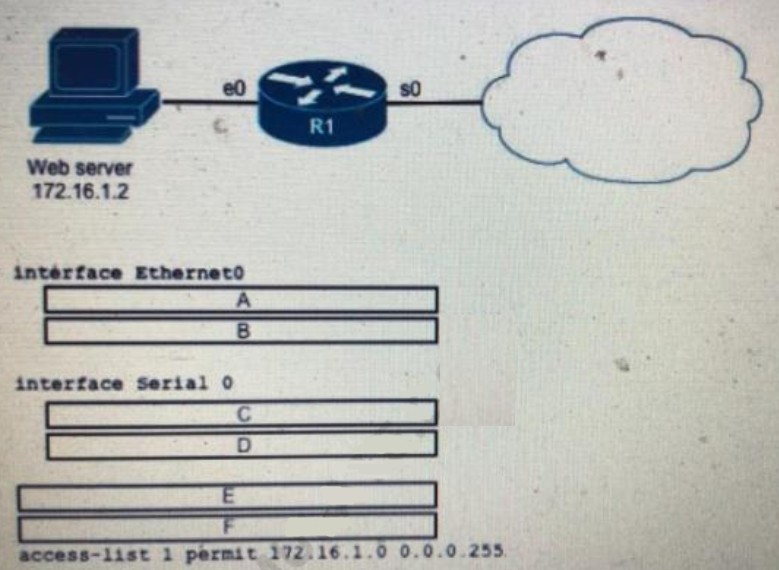 e0
s0
R1
Web server
172.16.1.2
interface Ethernet0
A
B
interface Serial 0
C
D
E
F
access-list 1 permit 172.16.1.0 0.0.0.255